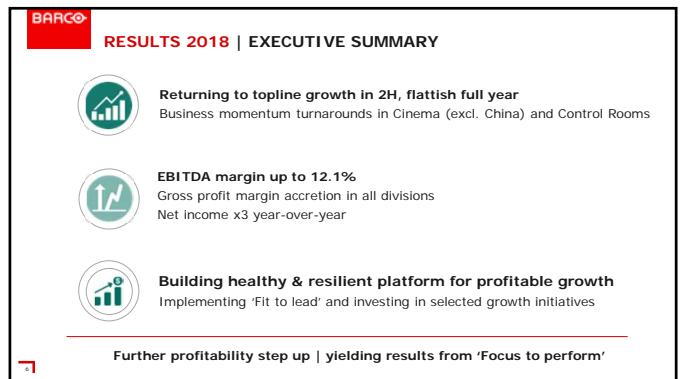 BARCO
RESULTS 2018 | EXECUTIVE SUMMARY
Returning to topline growth in 2H, flattish full year
Business momentum turnarounds in Cinema (excl. China) and Control Rooms
EBITDA margin up to 12.1%
Gross profit margin accretion in all divisions
Net income x3 year-over-year
$
Building healthy & resilient platform for profitable growth
Implementing ‘Fit to lead’ and investing in selected growth initiatives
Further profitability step up | yielding results from ‘Focus to perform’
6